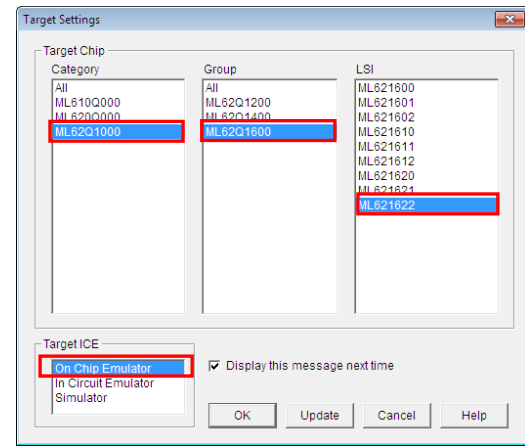 Target Settings
Target Chip
Category
All
ML610Q000
ML620Q000
ML62Q1000
Group
All
ML62Q1200
ML62Q1400
ML62Q1600
LSI
ML621600
ML621601
ML621602
ML621610
ML621611
ML621612
ML621620
ML621621
ML621622
Target ICE
On Chip Emulator
In Circuit Emulator
Simulator
Display this message next time
OK
Update
Cancel
Help